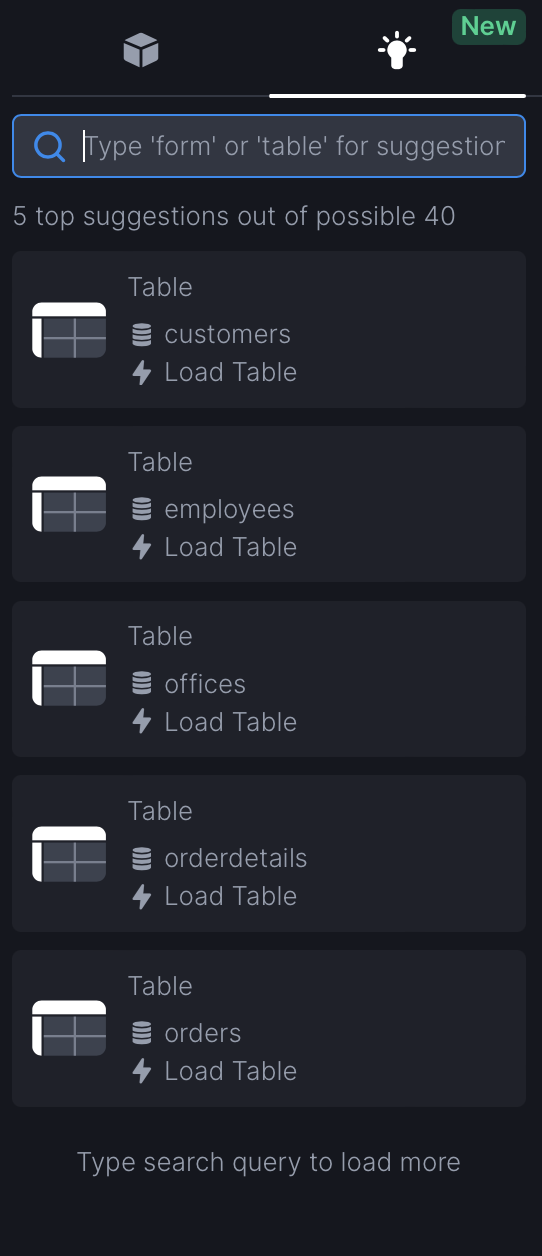 New
Type 'form' or 'table' for suggestion
5 top suggestions out of possible 40
Table
customers
Load Table
Table
employees
Load Table
Table
offices
Load Table
Table
orderdetails
Load Table
Table
orders
Load Table
Type search query to load more